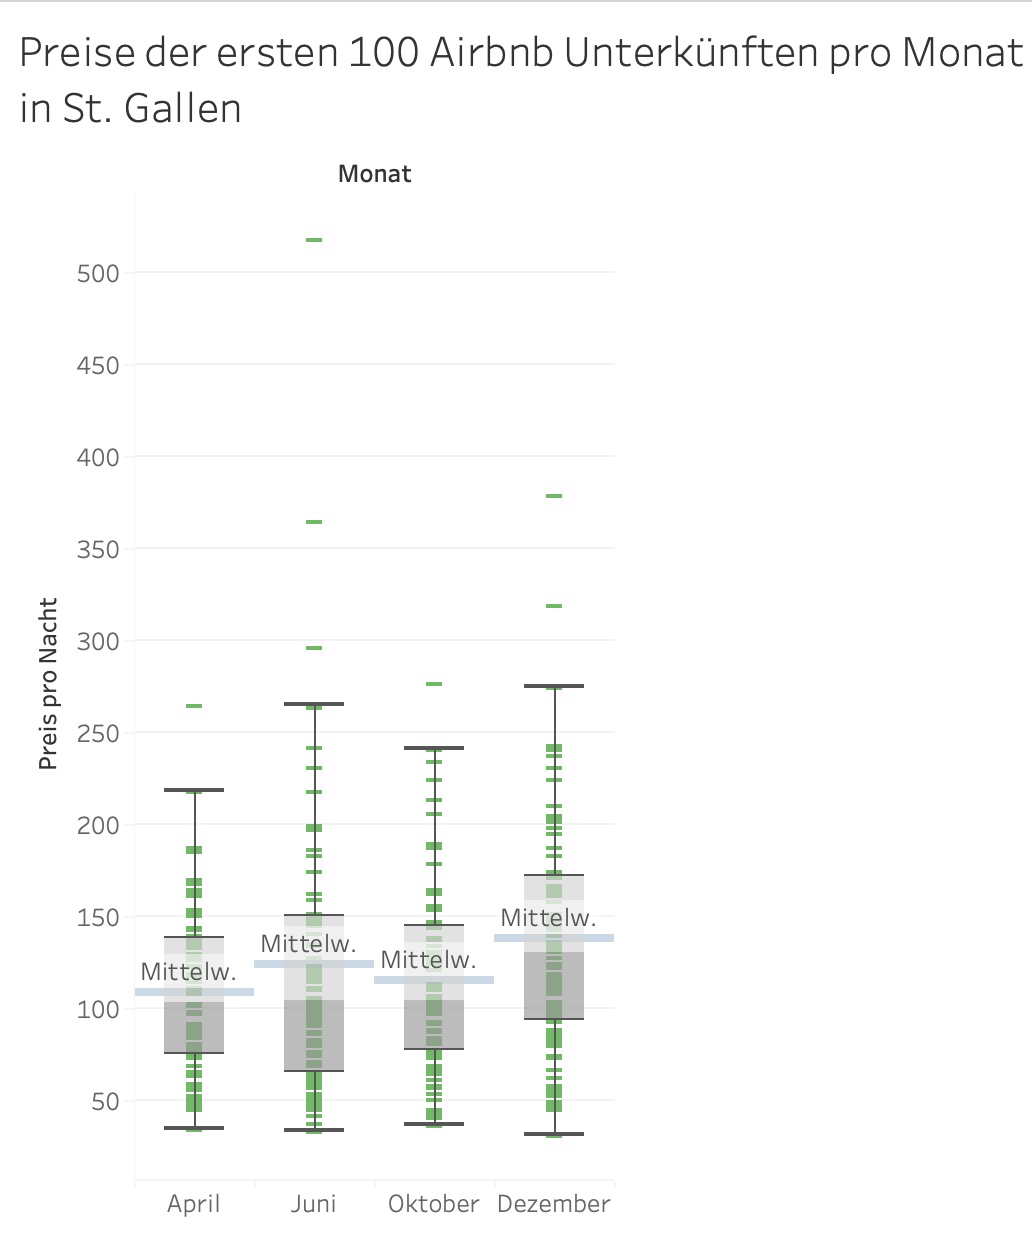 Preise der ersten 100 Airbnb Unterkünften pro Monat
in St. Gallen
Monat
500
450
400
350
300
250
200
150
100
50
Preis pro Nacht
Mittelw.
Mittelw.
Mittelw.
Mittelw.
April
Juni
Oktober
Dezember